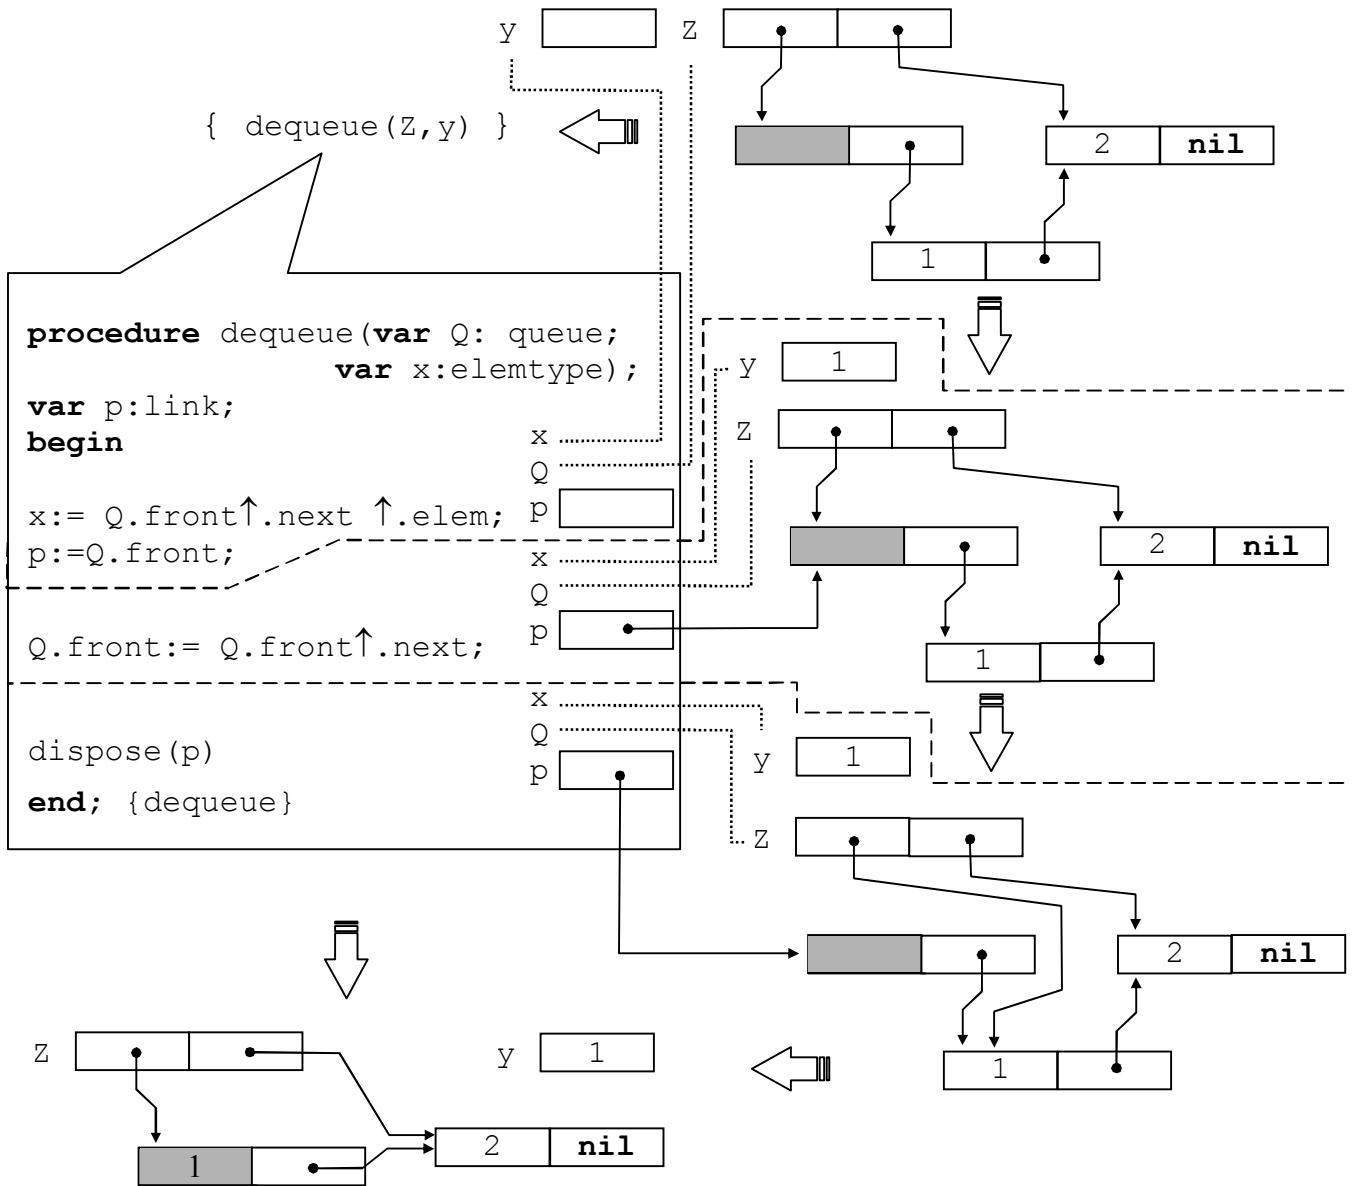 y Z
{ dequeue(Z,y) }
2 nil
1
procedure dequeue(var Q: queue;
var x:elemtype);
y 1
var p:link;
begin
x
Z
Q
x:= Q.front↑.next ↑.elem; p
p:=Q.front;
x
2 nil
Q
p
Q.front:= Q.front↑.next;
1
x
Q
dispose(p)
y 1
p
end; {dequeue}
Z
2 nil
Z
y 1
1
2 nil
1